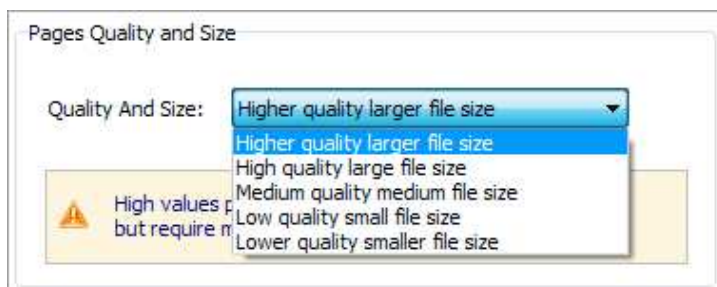 Pages Quality and Size
Quality And Size: Higher quality larger file size
Higher quality larger file size
High quality large file size
Medium quality medium file size
Low quality small file size
Lower quality smaller file size
High values
but require